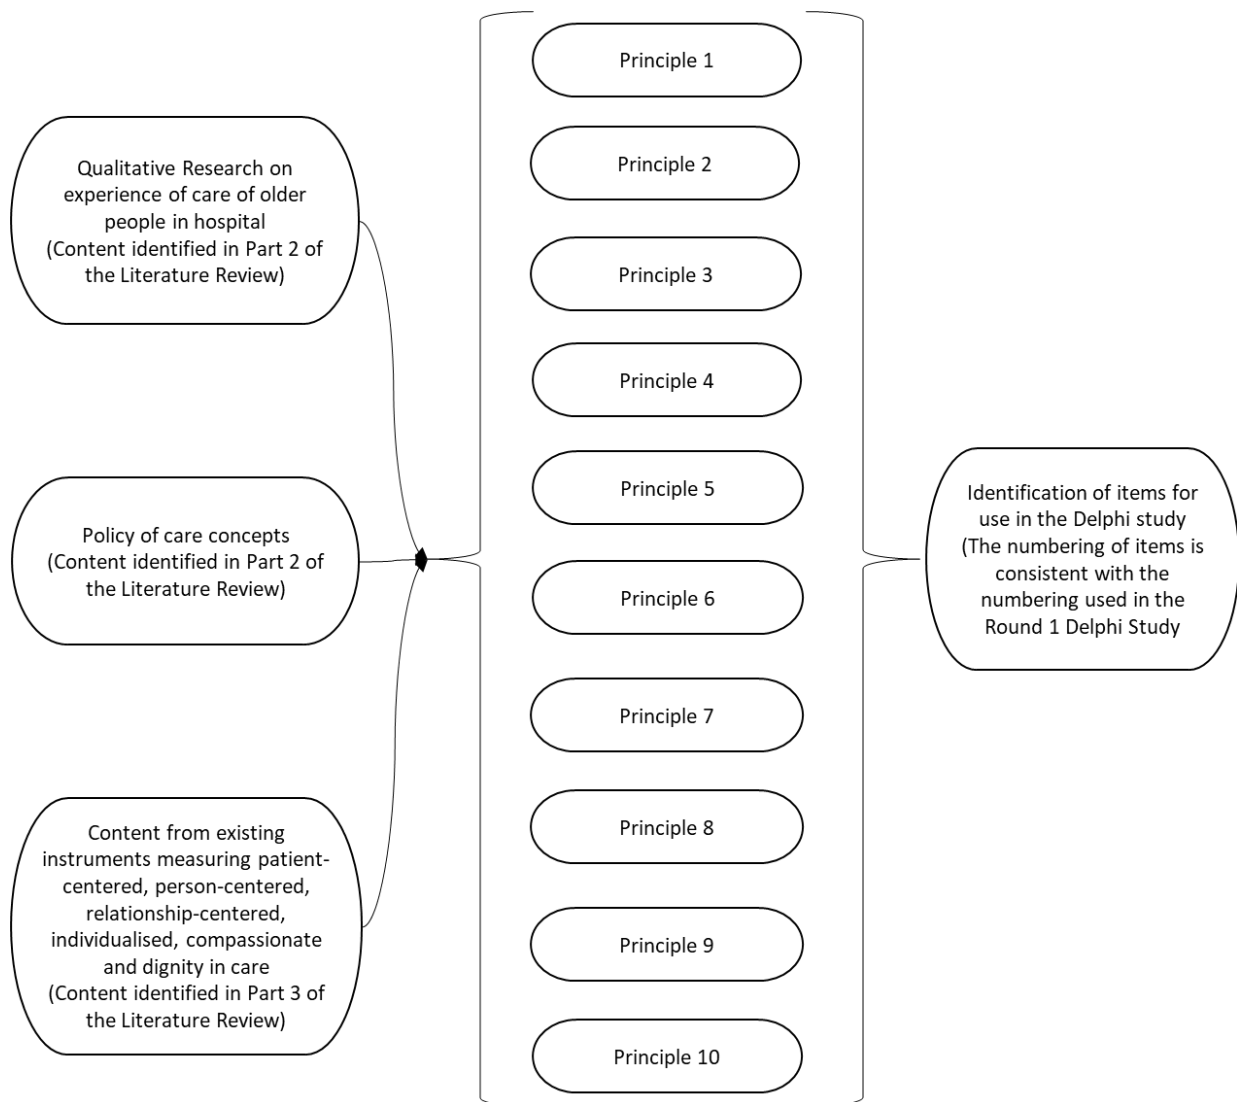 Qualitative Research on
experience of care of older
people in hospital
(Content identified in Part 2 of
the Literature Review)
Policy of care concepts
(Content identified in Part 2 of
the Literature Review)
Content from existing
instruments measuring patient-
centered, person-centered,
relationship-centered,
individualised, compassionate
and dignity in care
(Content identified in Part 3 of
the Literature Review)
Principle 1
Principle 2
Principle 3
Principle 4
Principle 5
Principle 6
Principle 7
Principle 8
Principle 9
Principle 10
Identification of items for
use in the Delphi study
(The numbering of items is
consistent with the
numbering used in the
Round 1 Delphi Study